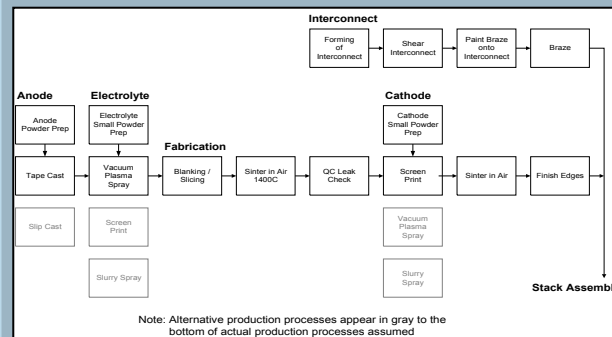 Interconnect
Forming
of
Interconnect
Shear
Interconnect
Paint Braze
onto
Interconnect
Braze
Anode
Electrolyte
Cathode
Anode
Powder Prep
Electrolyte
Small Powder
Prep
Cathode
Small Powder
Prep
Fabrication
Tape Cast
Vacuum
Plasma
Spray
Blanking /
Slicing
Sinter in Air
1400C
QC Leak
Check
Screen
Print
Sinter in Air
Finish Edges
Slip Cast
Screen
Print
Vacuum
Plasma
Spray
Slurry Spray
Slurry
Spray
Stack Assembl
Note: Alternative production processes appear in gray to the
bottom of actual production processes assumed